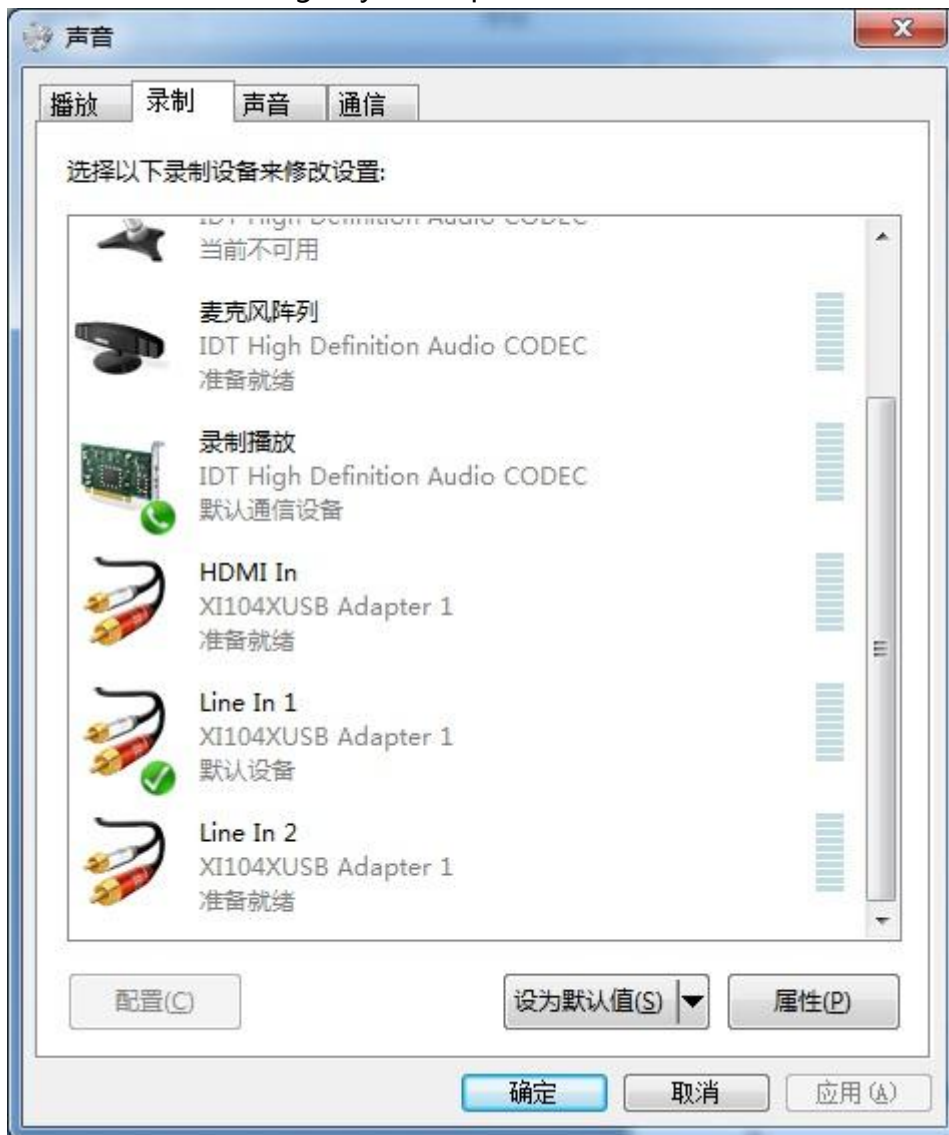 声音
播放 录制 声音 通信
选择以下录制设备来修改设置:
IDT High Definition Audio CODEC
当前不可用
麦克风阵列
IDT High Definition Audio CODEC
准备就绪
录制播放
IDT High Definition Audio CODEC
默认通信设备
HDMI In
XI104XUSB Adapter 1
准备就绪
Line In 1
XI104XUSB Adapter 1
默认设备
Line In 2
XI104XUSB Adapter 1
准备就绪
配置(C) 设为默认值(S) 属性(P)
确定 取消 应用(A)